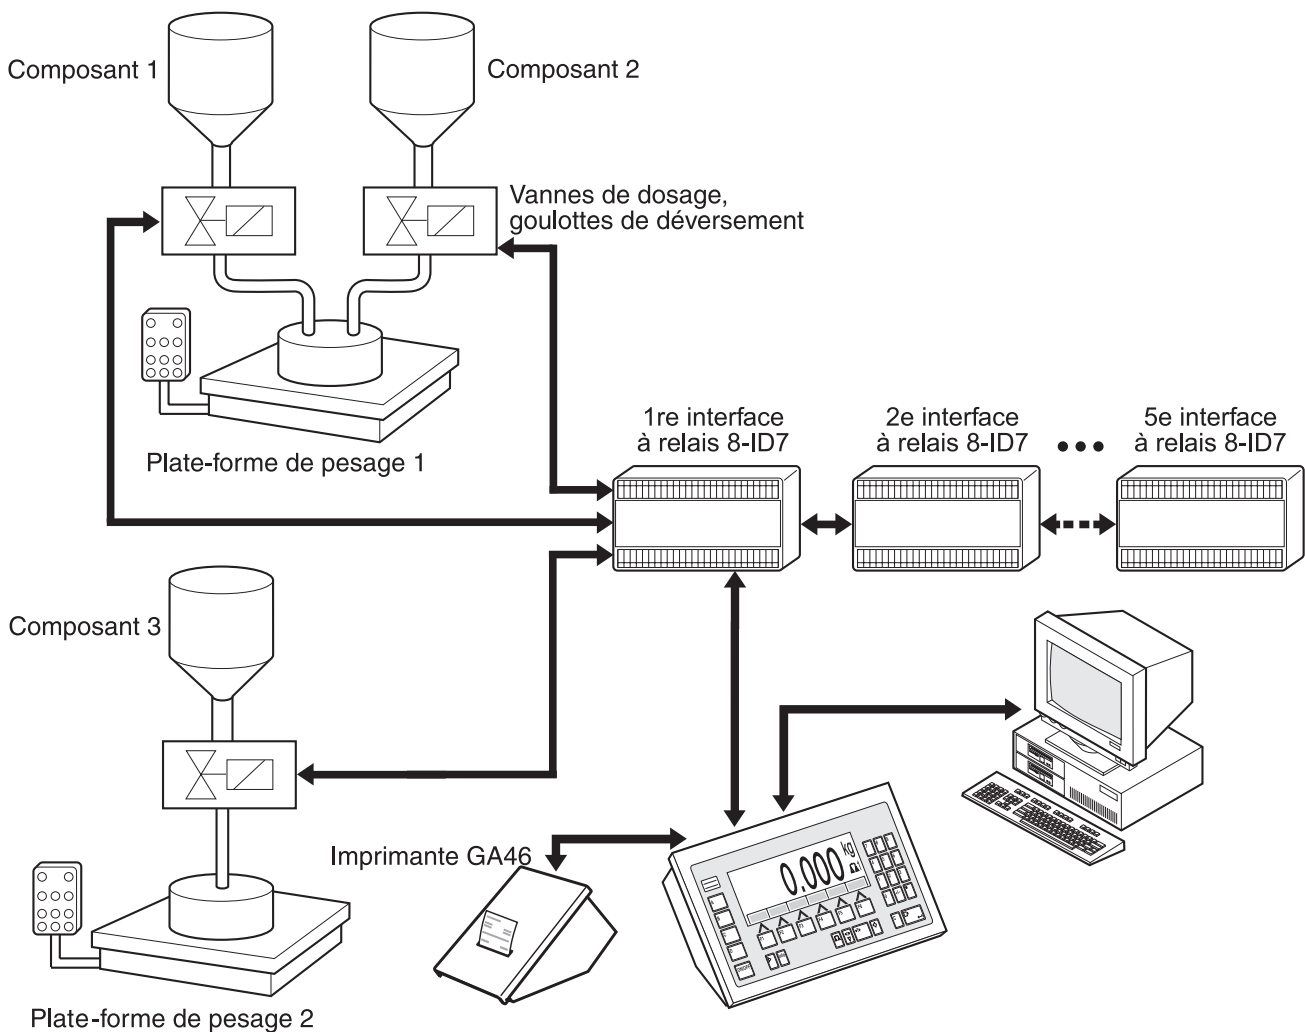 Composant 1
Composant 2
Vannes de dosage,
goulottes de déversement
Plate-forme de pesage 1
1re interface
à relais 8-ID7
2e interface
à relais 8-ID7
5e interface
à relais 8-ID7
Composant 3
Imprimante GA46
0.000 kg
Plate-forme de pesage 2